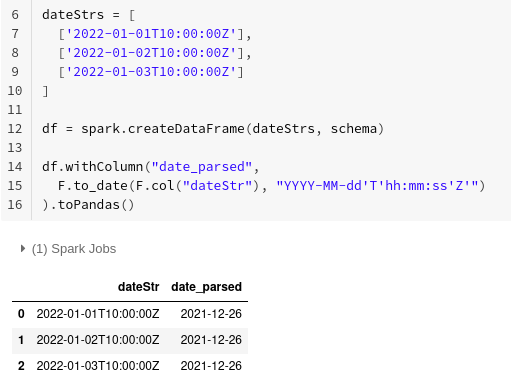 6 dateStrs = [
7 ['2022-01-01T10:00:00Z'],
8 ['2022-01-02T10:00:00Z'],
9 ['2022-01-03T10:00:00Z']
10 ]
11
12 df = spark.createDataFrame(dateStrs, schema)
13
14 df.withColumn("date_parsed",
15 F.to_date(F.col("dateStr"), "YYYY-MM-dd'T'hh:mm:ss'Z'")
16 ).toPandas()
(1) Spark Jobs
dateStr date_parsed
0 2022-01-01T10:00:00Z 2021-12-26
1 2022-01-02T10:00:00Z 2021-12-26
2 2022-01-03T10:00:00Z 2021-12-26